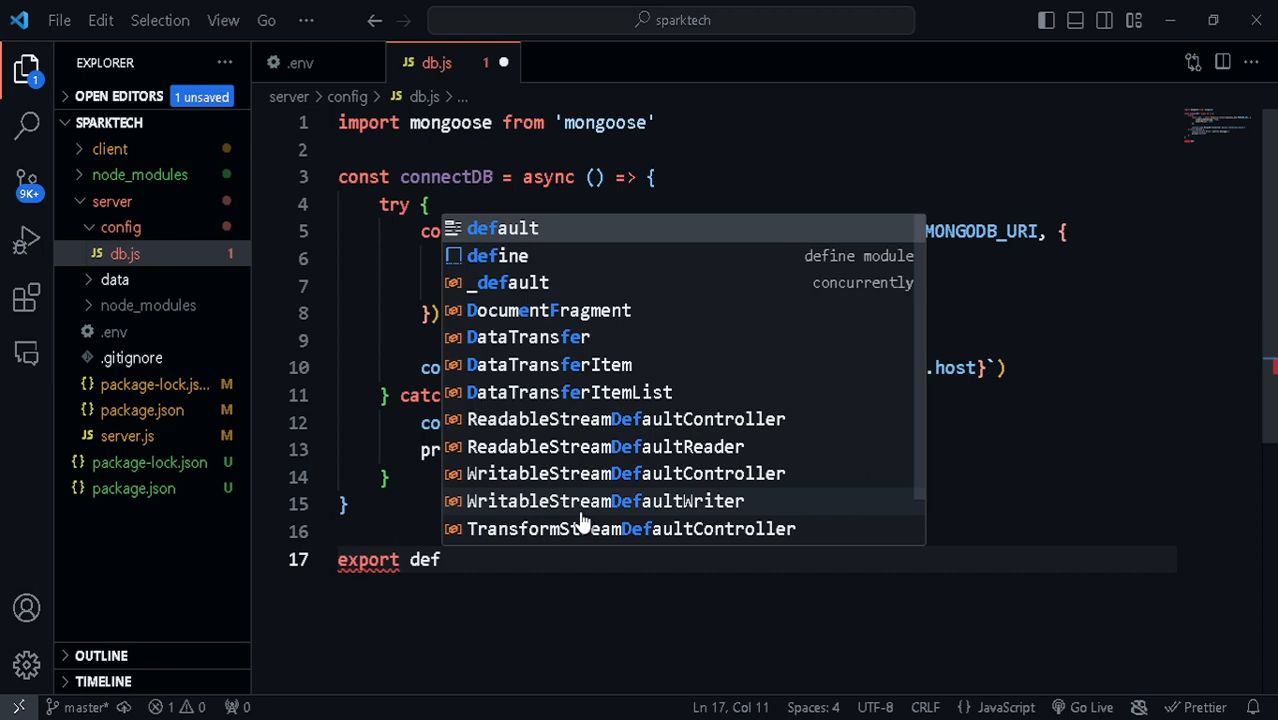 File Edit Selection View Go ··· sparktech
EXPLORER ···
OPEN EDITORS 1 unsaved
SPARKTECH
client
node_modules
server
config
JS db.js 1
data
node_modules
.env
.gitignore
{} package-lock.js... M
{} package.json M
JS server.js M
{} package-lock.json U
{} package.json U
OUTLINE
TIMELINE
1
9K+
.env
JS db.js 1
server > config > JS db.js > ...
1 import mongoose from 'mongoose'
2
3 const connectDB = async () => {
4 try {
5 co MONGODB_URI, {
6
7
8 })
9
10 co .host}`)
11 } catc
12 co
13 pr
14 }
15 }
16
17 export def
default
define define module
_default concurrently
DocumentFragment
DataTransfer
DataTransferItem
DataTransferItemList
ReadableStreamDefaultController
ReadableStreamDefaultReader
WritableStreamDefaultController
WritableStreamDefaultWriter
TransformStreamDefaultController
master* 1 0 0 Ln 17, Col 11 Spaces: 4 UTF-8 CRLF {} JavaScript Go Live Prettier